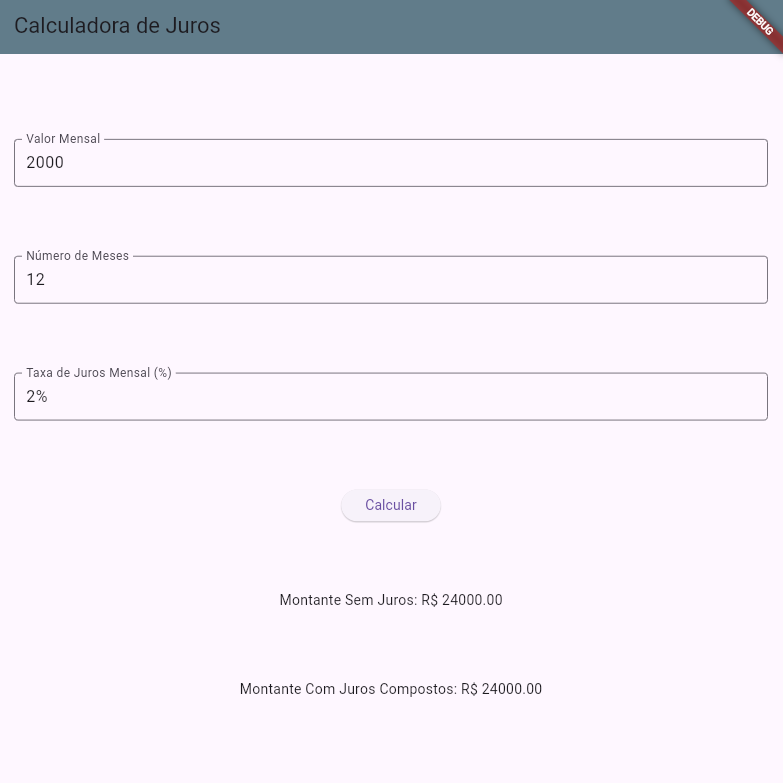 Calculadora de Juros
DEBUG
Valor Mensal
2000
Número de Meses
12
Taxa de Juros Mensal (%)
2%
Calcular
Montante Sem Juros: R$ 24000.00
Montante Com Juros Compostos: R$ 24000.00